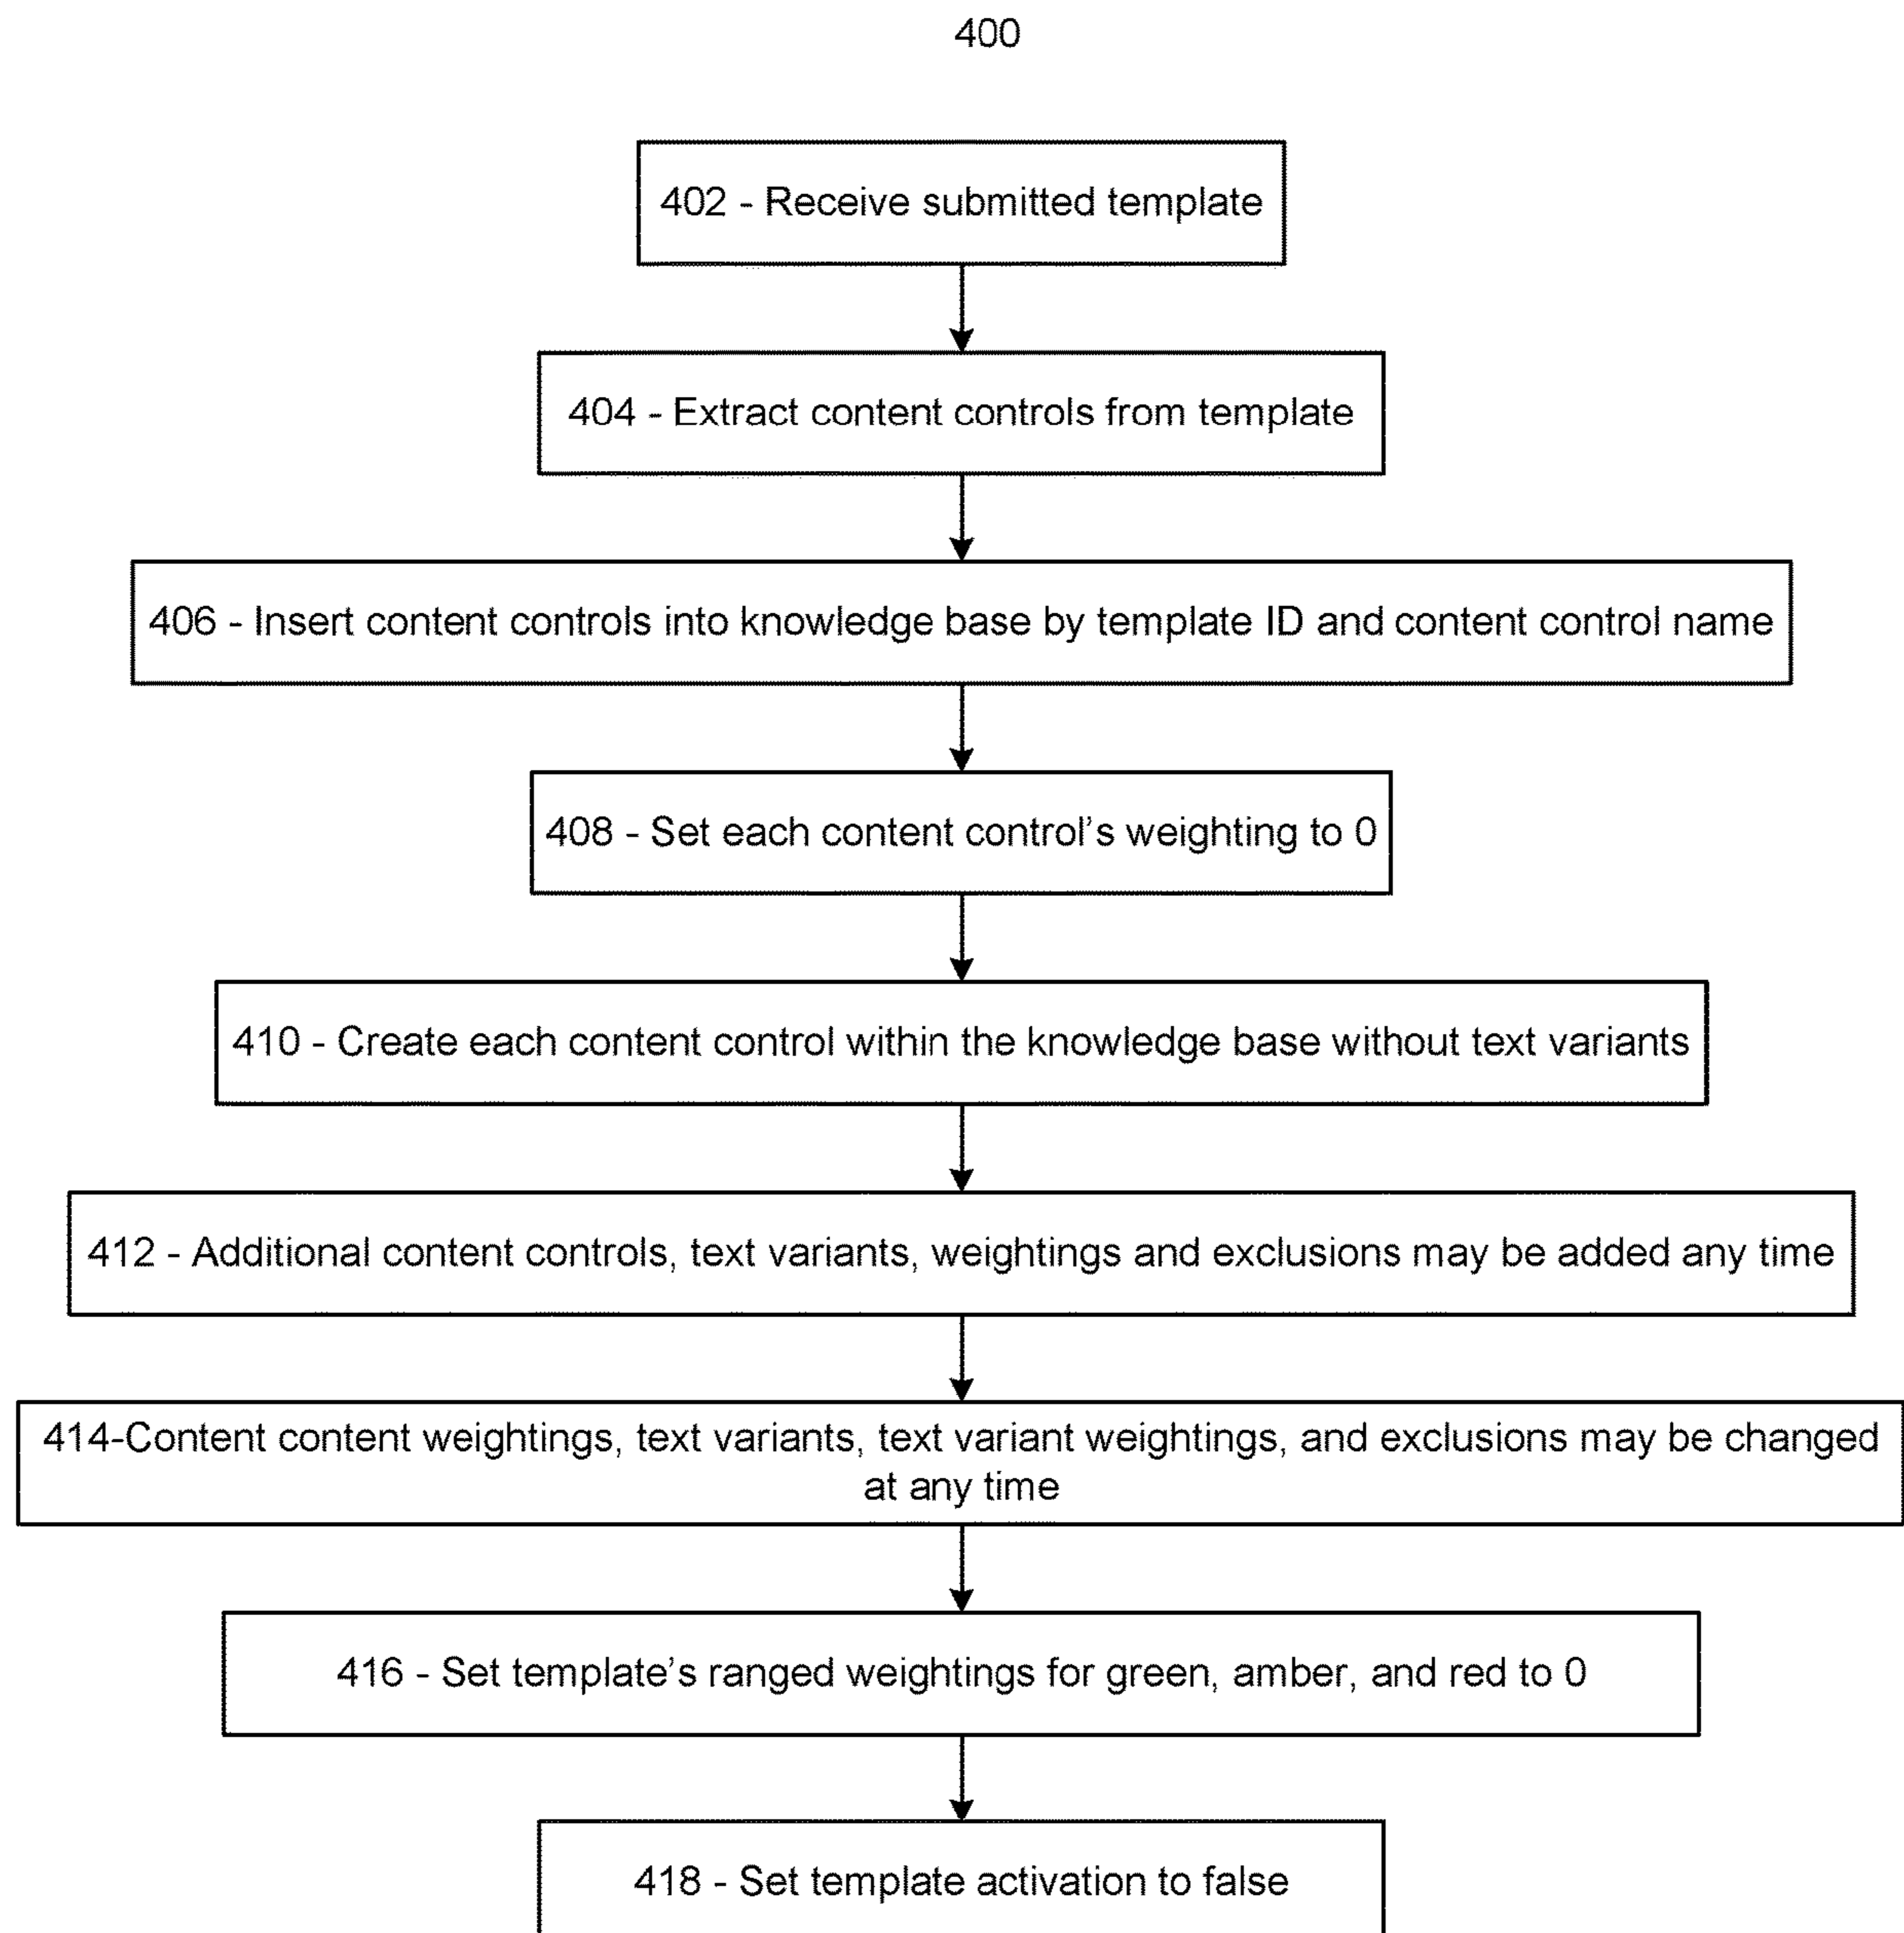 400
402 - Receive submitted template
404 - Extract content controls from template
406 - Insert content controls into knowledge base by template ID and content control name
408 - Set each content control's weighting to 0
410 - Create each content control within the knowledge base without text variants
412 - Additional content controls, text variants, weightings and exclusions may be added any time
414-Content content weightings, text variants, text variant weightings, and exclusions may be changed
at any time
416 - Set template's ranged weightings for green, amber, and red to 0
418 - Set template activation to false